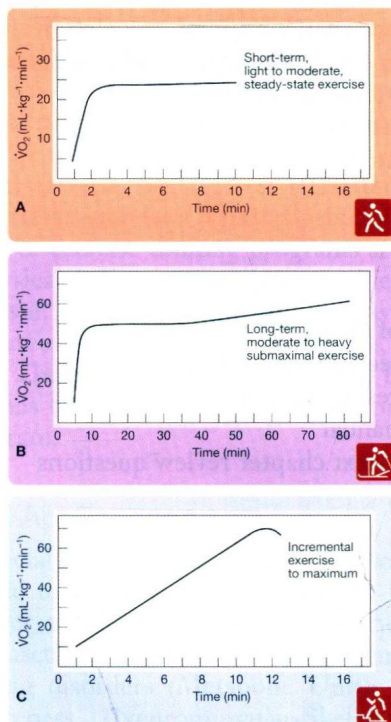 30
20
10
V̇O₂ (mL·kg⁻¹·min⁻¹)
Short-term,
light to moderate,
steady-state exercise
0 2 4 6 8 10 12 14 16
Time (min)
A
60
40
20
V̇O₂ (mL·kg⁻¹·min⁻¹)
Long-term,
moderate to heavy
submaximal exercise
0 10 20 30 40 50 60 70 80
Time (min)
B
er chapter review questions
60
40
20
V̇O₂ (mL·kg⁻¹·min⁻¹)
Incremental
exercise
to maximum
0 2 4 6 8 10 12 14 16
Time (min)
C